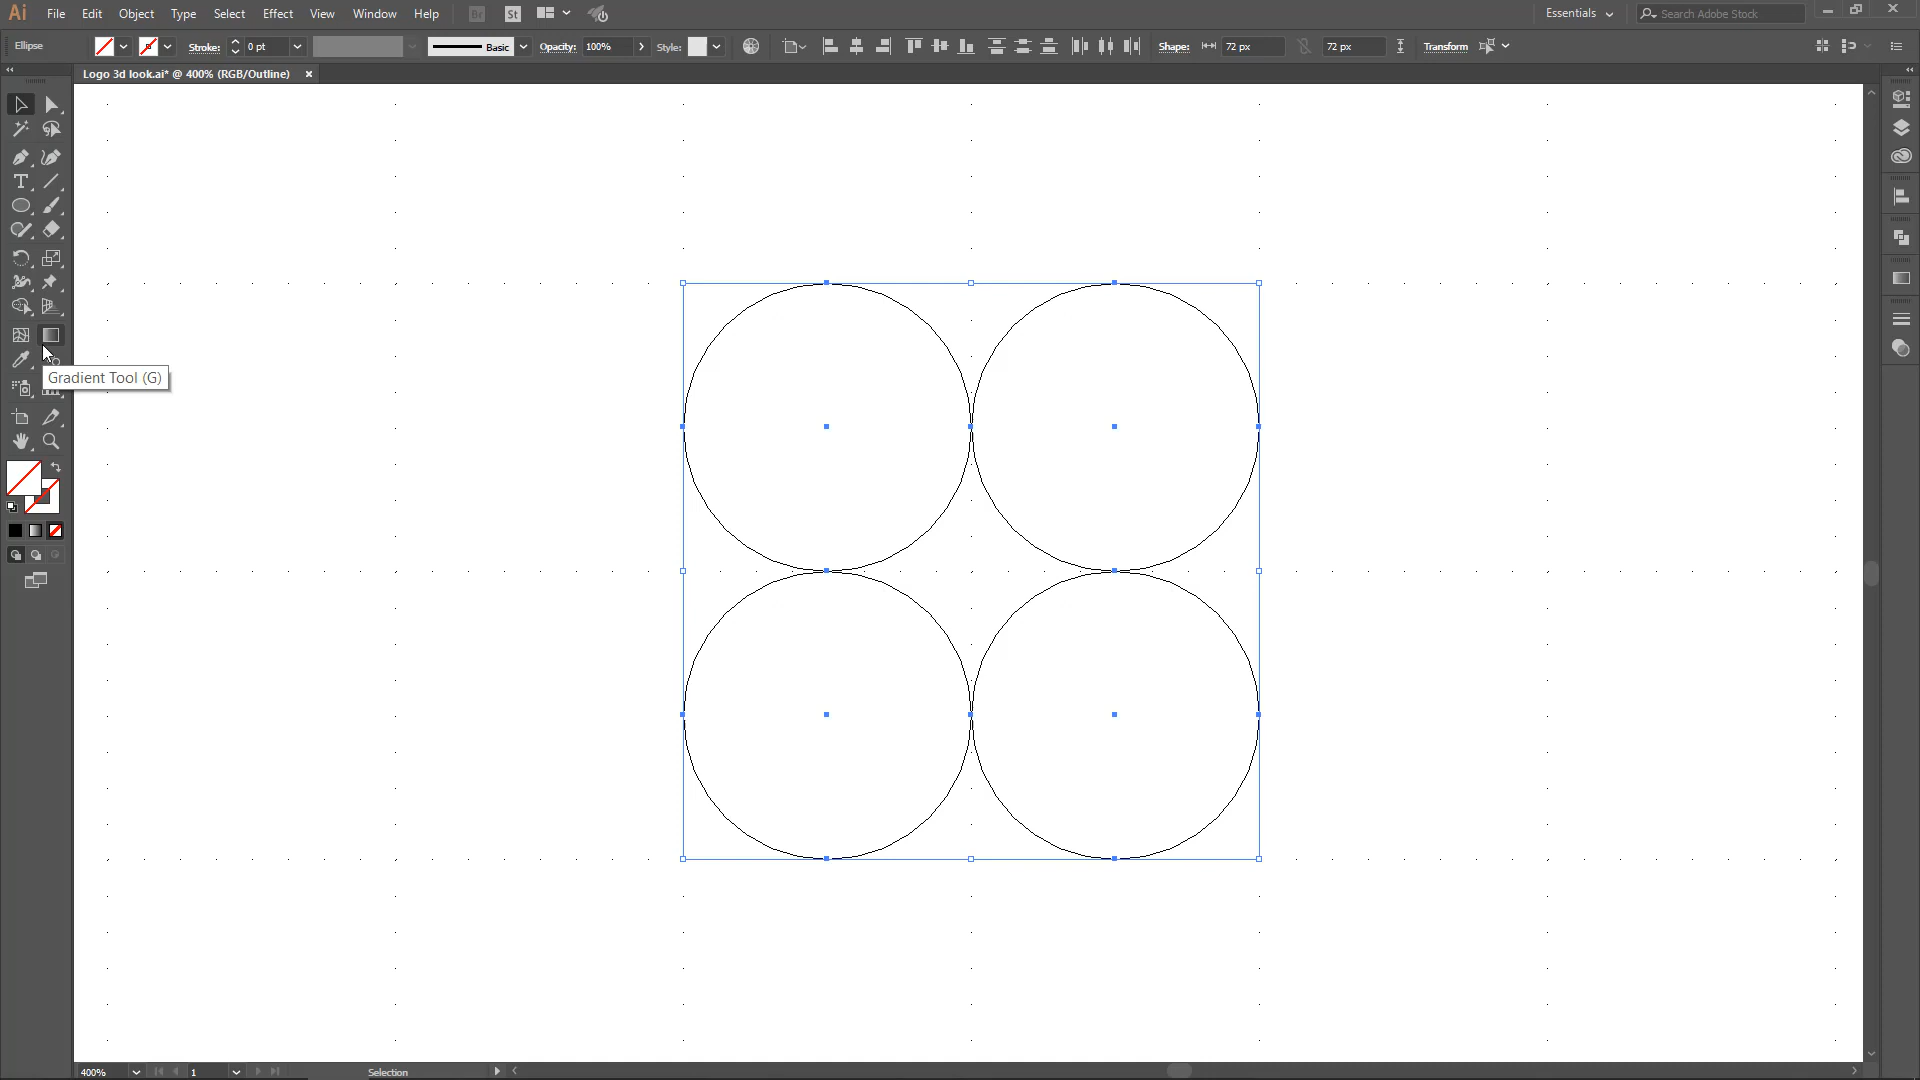 Ai File Edit Object Type Select Effect View Window Help Br St Essentials Search Adobe Stock
Ellipse Stroke: 0 pt Basic Opacity: 100% Style: Shape: 72 px 72 px Transform
Logo 3d look.ai* @ 400% (RGB/Outline) ×
Gradient Tool (G)
400% 1 Selection